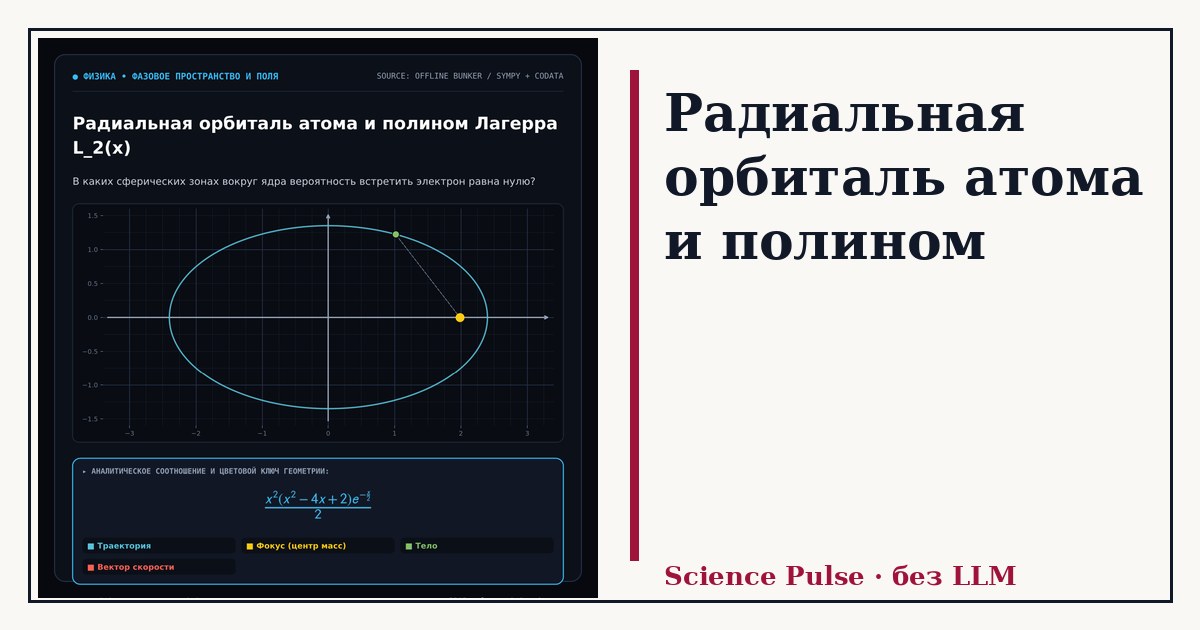 ● ФИЗИКА • ФАЗОВОЕ ПРОСТРАНСТВО И ПОЛЯ
SOURCE: OFFLINE BUNKER / SYMPY + CODATA
Радиальная орбиталь атома и полином Лагерра
L_2(x)
В каких сферических зонах вокруг ядра вероятность встретить электрон равна нулю?
1.5
1.0
0.5
0.0
−0.5
−1.0
−1.5
−3 −2 −1 0 1 2 3
• АНАЛИТИЧЕСКОЕ СООТНОШЕНИЕ И ЦВЕТОВОЙ КЛЮЧ ГЕОМЕТРИИ:
x²(x² − 4x + 2)e^{−x/2}
2
■ Траектория ■ Фокус (центр масс) ■ Тело
■ Вектор скорости
Радиальная
орбиталь атома
и полином
Science Pulse · без LLM